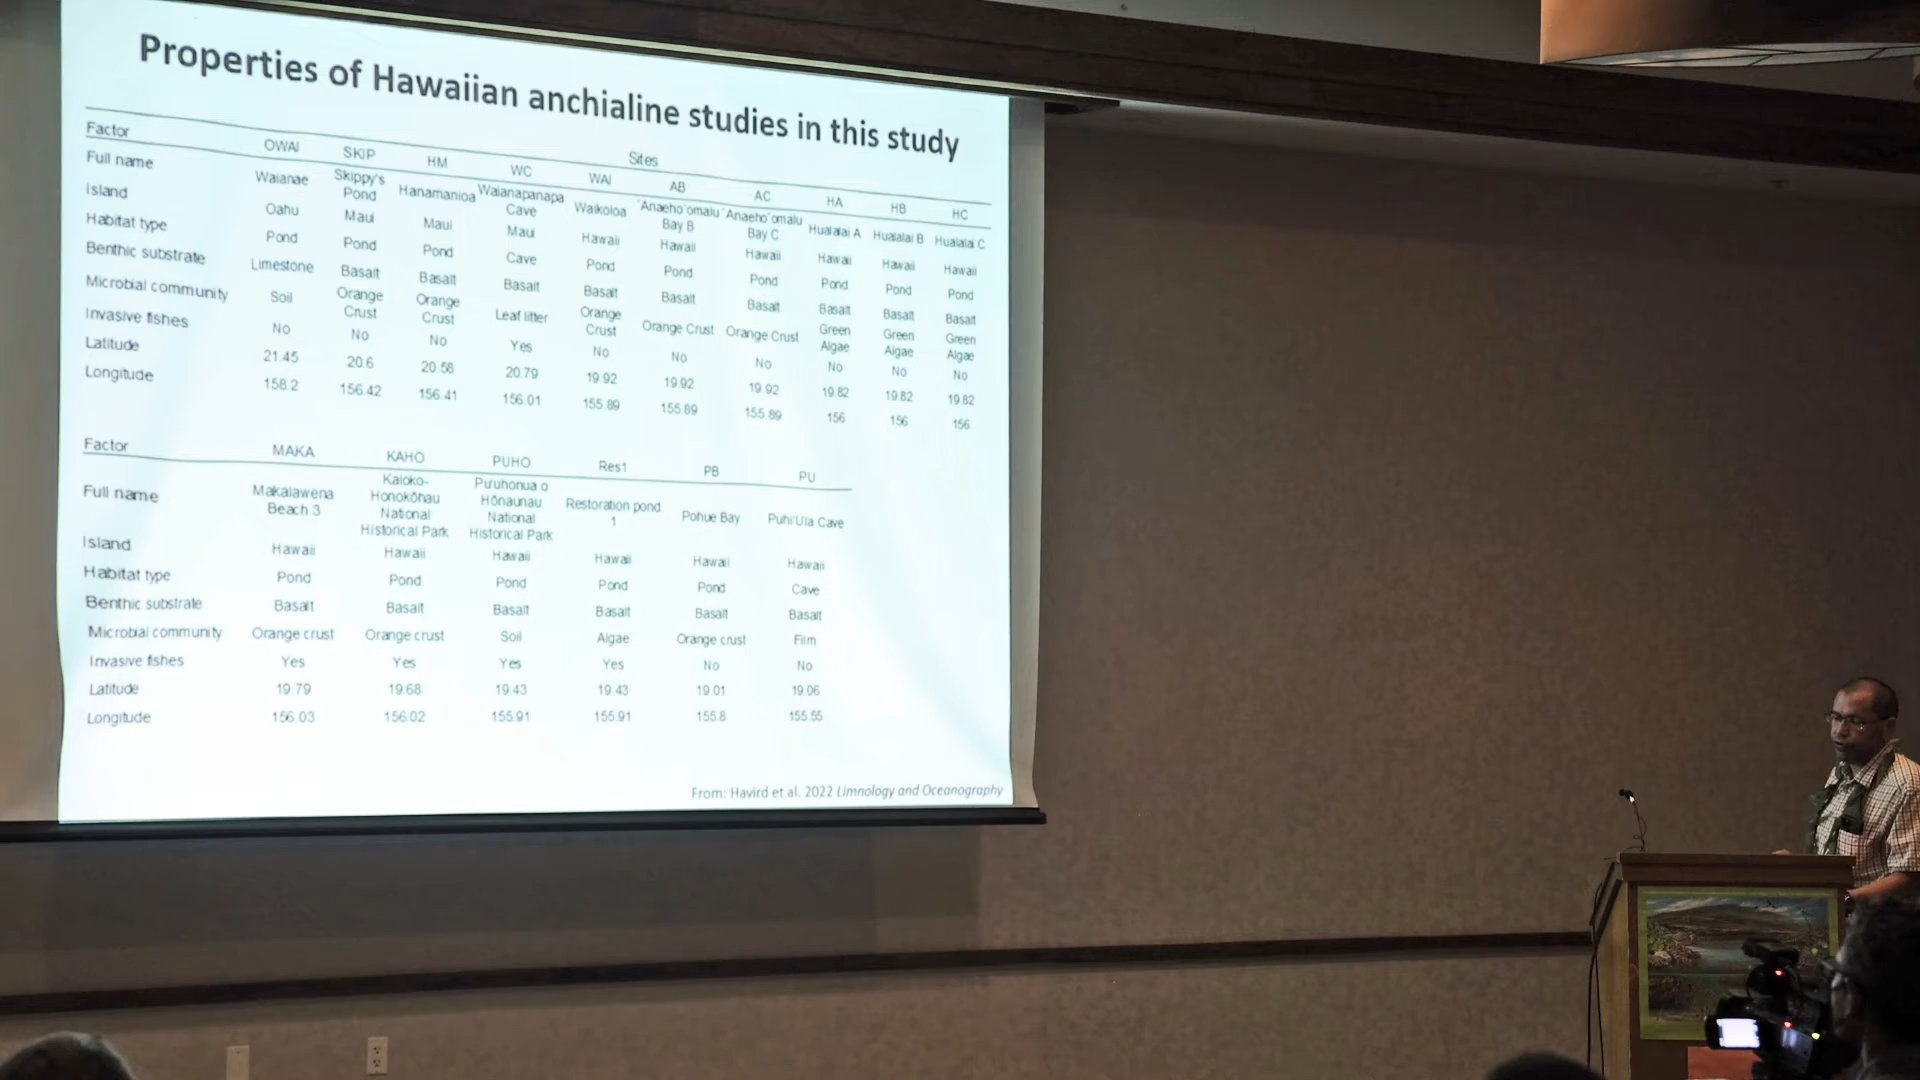 Properties of Hawaiian anchialine studies in this study
Factor Sites
OWAI SKIP HM WC WAI AB AC HA HB HC
Full name Waianae Skippy's Pond Hanamanioa Waianapanapa Cave Waikoloa 'Anaeho'omalu Bay B 'Anaeho'omalu Bay C Hualalai A Hualalai B Hualalai C
Island Oahu Maui Maui Maui Hawaii Hawaii Hawaii Hawaii Hawaii Hawaii
Habitat type Pond Pond Pond Cave Pond Pond Pond Pond Pond Pond
Benthic substrate Limestone Basalt Basalt Basalt Basalt Basalt Basalt Basalt Basalt Basalt
Microbial community Soil Orange Crust Orange Crust Leaf litter Orange Crust Orange Crust Orange Crust Green Algae Green Algae Green Algae
Invasive fishes No No No Yes No No No No No No
Latitude 21.45 20.6 20.58 20.79 19.92 19.92 19.92 19.82 19.82 19.82
Longitude 158.2 156.42 156.41 156.01 155.89 155.89 155.89 156 156 156
Factor MAKA KAHO PUHO Res1 PB PU
Full name Makalawena Beach 3 Kaloko-Honokōhau National Historical Park Pu'uhonua o Hōnaunau National Historical Park Restoration pond 1 Pohue Bay Puhi'Ula Cave
Island Hawaii Hawaii Hawaii Hawaii Hawaii Hawaii
Habitat type Pond Pond Pond Pond Pond Cave
Benthic substrate Basalt Basalt Basalt Basalt Basalt Basalt
Microbial community Orange crust Orange crust Soil Algae Orange crust Film
Invasive fishes Yes Yes Yes Yes No No
Latitude 19.79 19.68 19.43 19.43 19.01 19.06
Longitude 156.03 156.02 155.91 155.91 155.8 155.55
From: Havird et al. 2022 Limnology and Oceanography